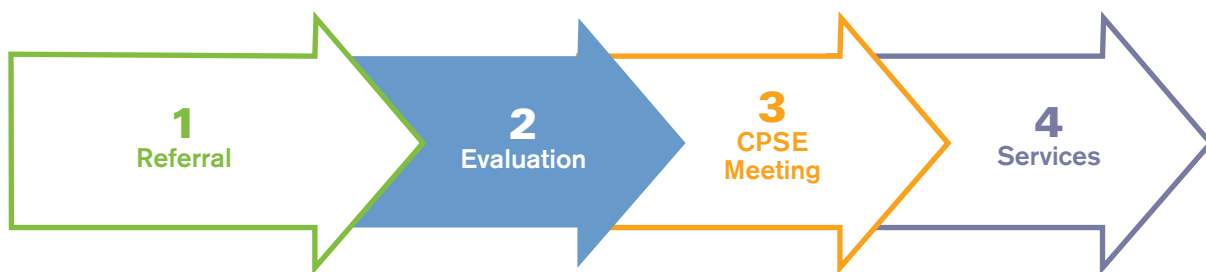 1
Referral
2
Evaluation
3
CPSE
Meeting
4
Services